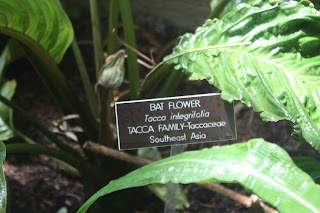 BAT FLOWER
Tacca integrifolia
TACCA FAMILY-Taccaceae
Southeast Asia